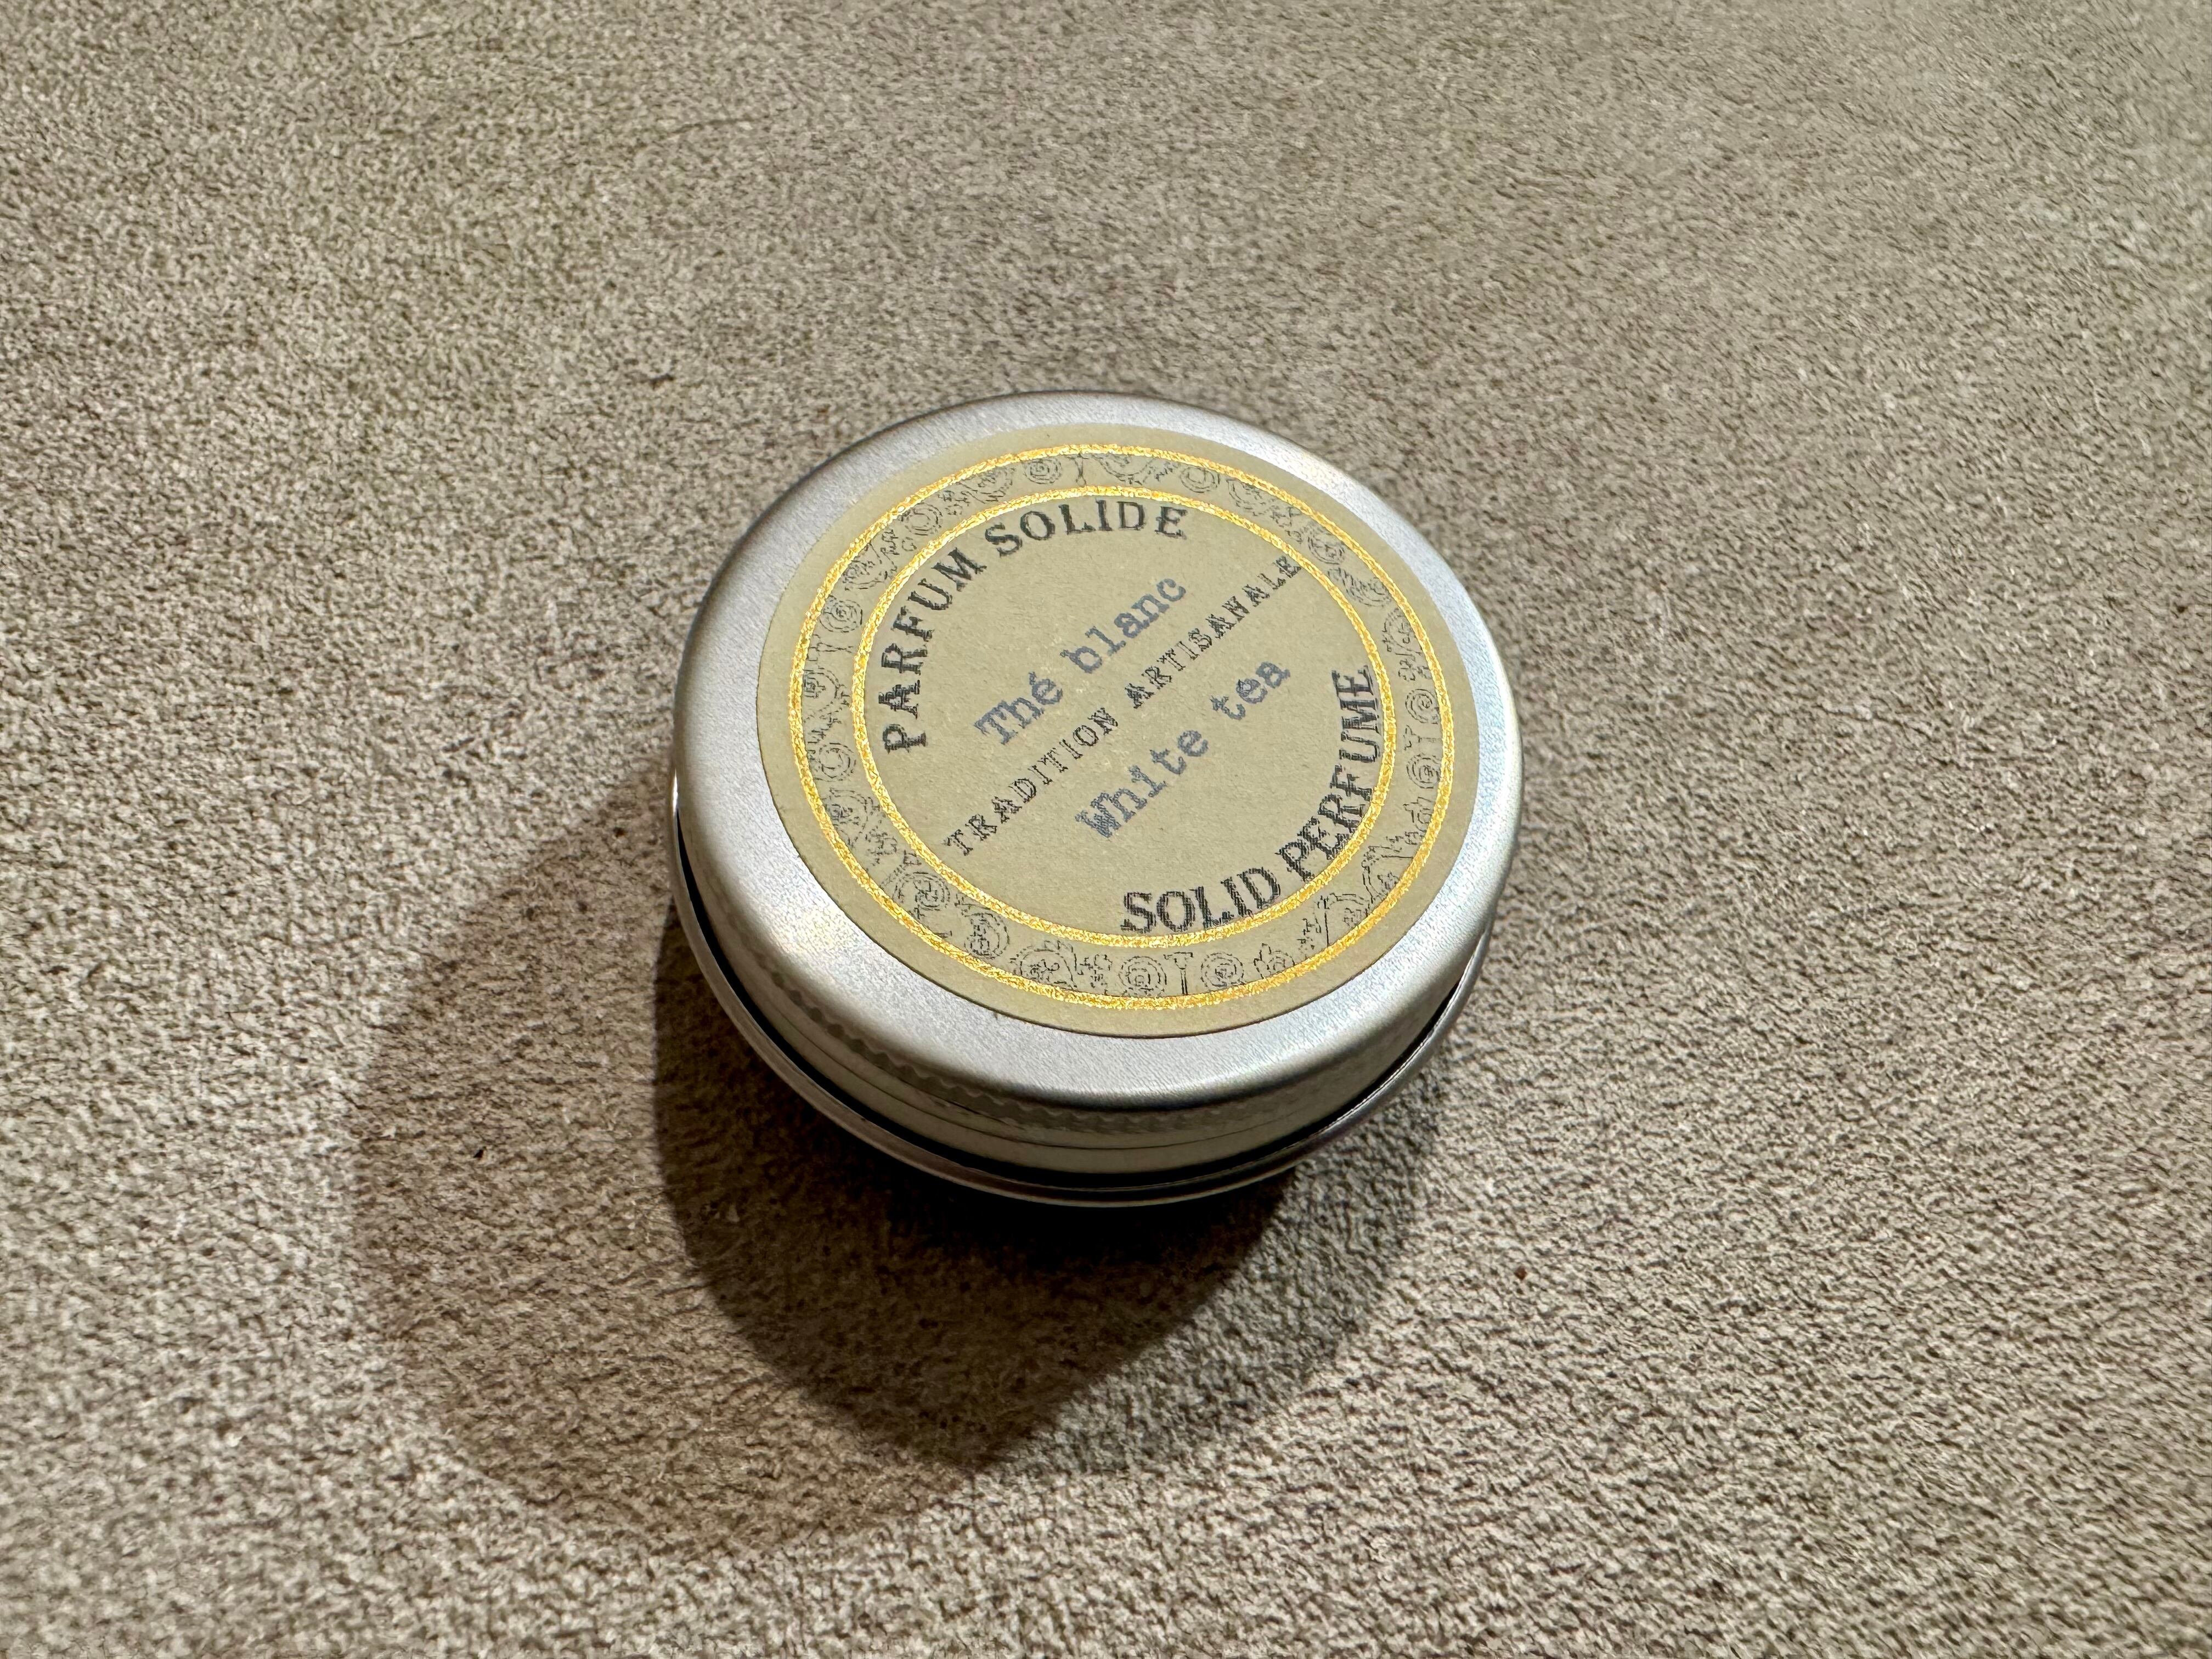 PARFUM SOLIDE
Thé blanc
TRADITION ARTISANALE
White tea
SOLID PERFUME